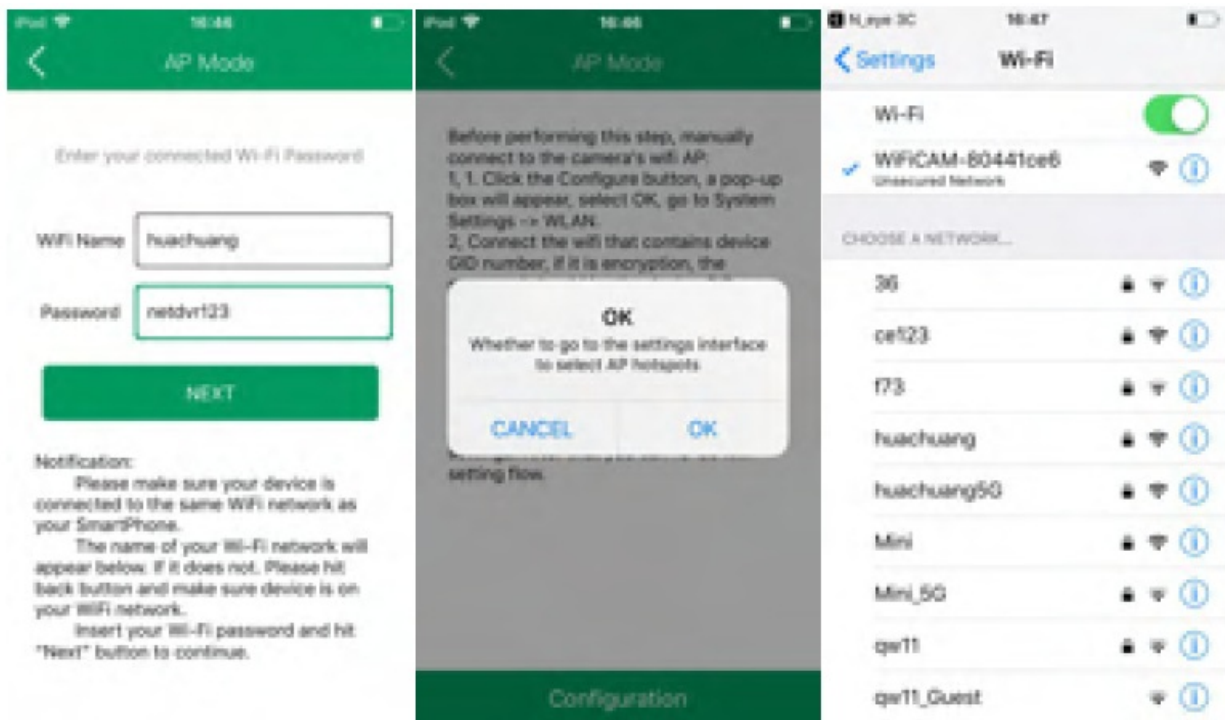 iPod 16:46
AP Mode
Enter your connected Wi-Fi Password
WiFi Name huachuang
Password netdvr123
NEXT
Notification:
Please make sure your device is
connected to the same WiFi network as
your SmartPhone.
The name of your Wi-Fi network will
appear below. If it does not. Please hit
back button and make sure device is on
your WiFi network.
Insert your Wi-Fi password and hit
"Next" button to continue.
iPod 16:46
AP Mode
Before performing this step, manually
connect to the camera's wifi AP:
1, 1. Click the Configure button, a pop-up
box will appear, select OK, go to System
Settings -> WLAN.
2, Connect the wifi that contains device
GID number, if it is encryption, the
OK
Whether to go to the settings interface
to select AP hotspots
CANCEL OK
setting flow.
Configuration
N_eye 3C 16:47
Settings Wi-Fi
Wi-Fi
WiFiCAM-80441ce6
Unsecured Network
CHOOSE A NETWORK...
36
ce123
f73
huachuang
huachuang5G
Mini
Mini_5G
qw11
qw11_Guest